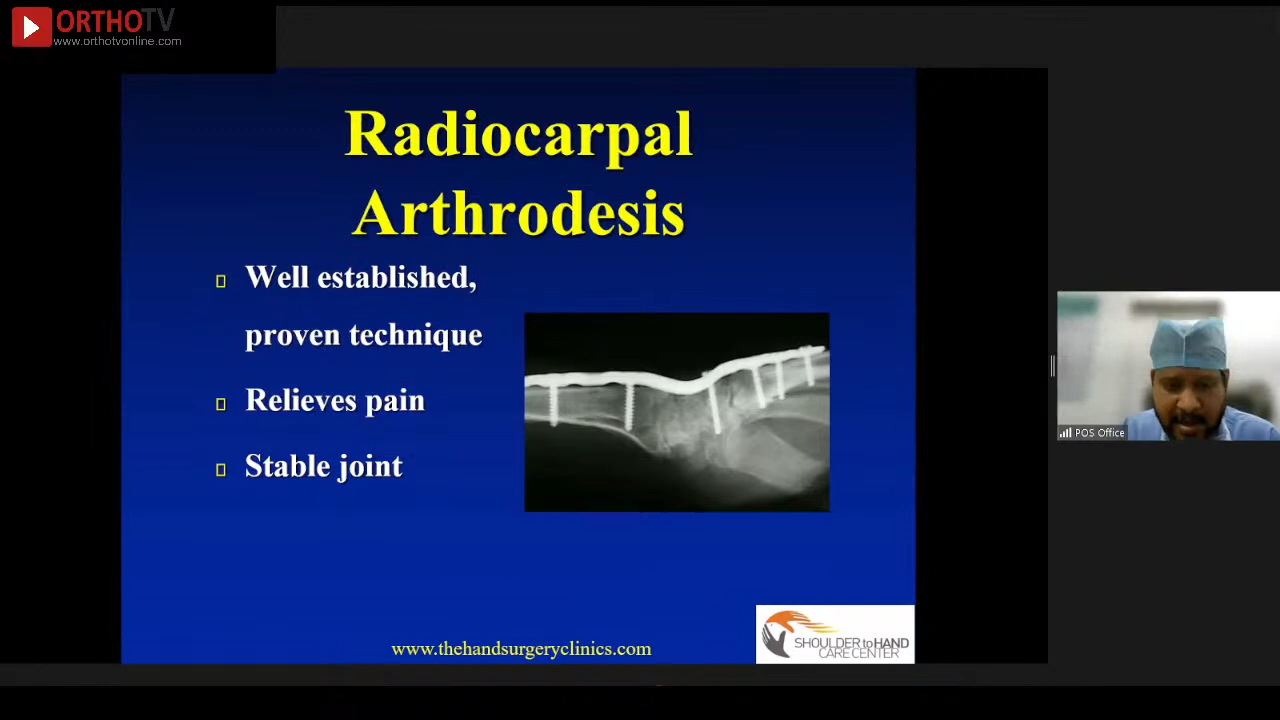 ORTHOTV
www.orthotvonline.com
Radiocarpal
Arthrodesis
Well established,
proven technique
Relieves pain
Stable joint
POS Office
www.thehandsurgeryclinics.com
SHOULDER to HAND
CARE CENTER